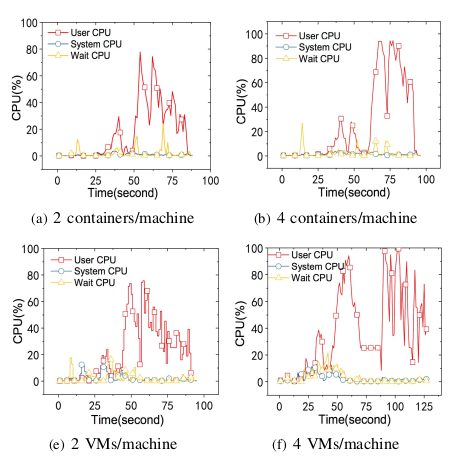 100
80
60
40
20
0
CPU(%)
User CPU
System CPU
Wait CPU
0 25 50 75 100
Time(second)
(a) 2 containers/machine
100
80
60
40
20
0
CPU(%)
User CPU
System CPU
Wait CPU
0 25 50 75 100
Time(second)
(b) 4 containers/machine
100
80
60
40
20
0
CPU(%)
User CPU
System CPU
Wait CPU
0 25 50 75 100
Time(second)
(e) 2 VMs/machine
100
80
60
40
20
0
CPU(%)
User CPU
System CPU
Wait CPU
0 25 50 75 100 125
Time(second)
(f) 4 VMs/machine